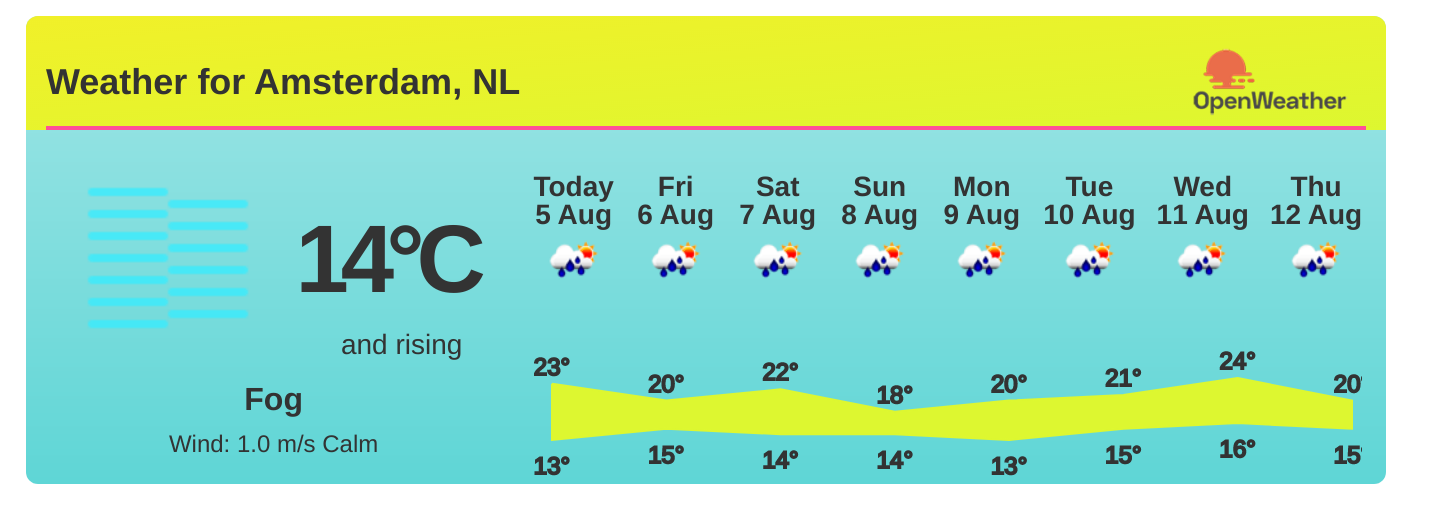 Weather for Amsterdam, NL
OpenWeather
Today Fri Sat Sun Mon Tue Wed Thu
5 Aug 6 Aug 7 Aug 8 Aug 9 Aug 10 Aug 11 Aug 12 Aug
14°C
and rising
Fog
Wind: 1.0 m/s Calm
23° 20° 22° 18° 20° 21° 24° 20°
13° 15° 14° 14° 13° 15° 16° 15°